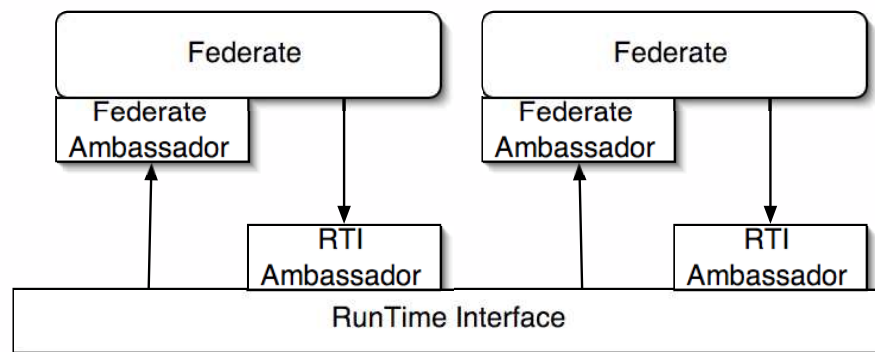 Federate
Federate
Ambassador
RTI
Ambassador
Federate
Federate
Ambassador
RTI
Ambassador
RunTime Interface